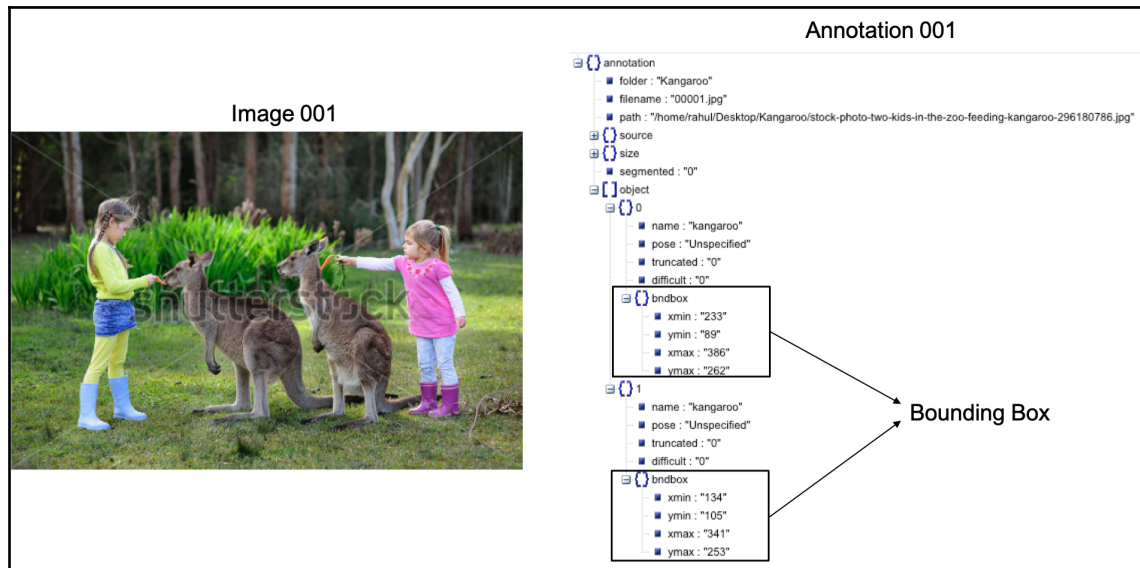 Annotation 001
annotation
folder : "Kangaroo"
filename : "00001.jpg"
path : "/home/rahul/Desktop/Kangaroo/stock-photo-two-kids-in-the-zoo-feeding-kangaroo-296180786.jpg"
source
size
segmented : "0"
object
0
name : "kangaroo"
pose : "Unspecified"
truncated : "0"
difficult : "0"
bndbox
xmin : "233"
ymin : "89"
xmax : "386"
ymax : "262"
1
name : "kangaroo"
pose : "Unspecified"
truncated : "0"
difficult : "0"
bndbox
xmin : "134"
ymin : "105"
xmax : "341"
ymax : "253"
Image 001
shutterstock
Bounding Box